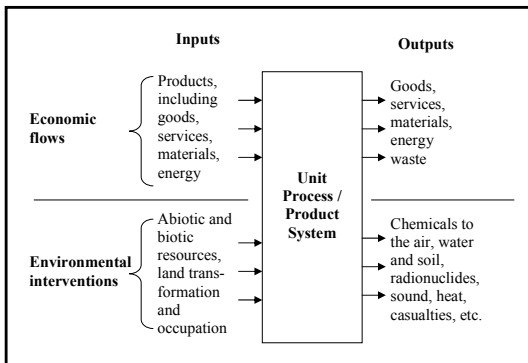 Inputs
Outputs
Economic
flows
Products,
including
goods,
services,
materials,
energy
Unit
Process /
Product
System
Goods,
services,
materials,
energy
waste
Environmental
interventions
Abiotic and
biotic
resources,
land trans-
formation
and
occupation
Chemicals to
the air, water
and soil,
radionuclides,
sound, heat,
casualties, etc.